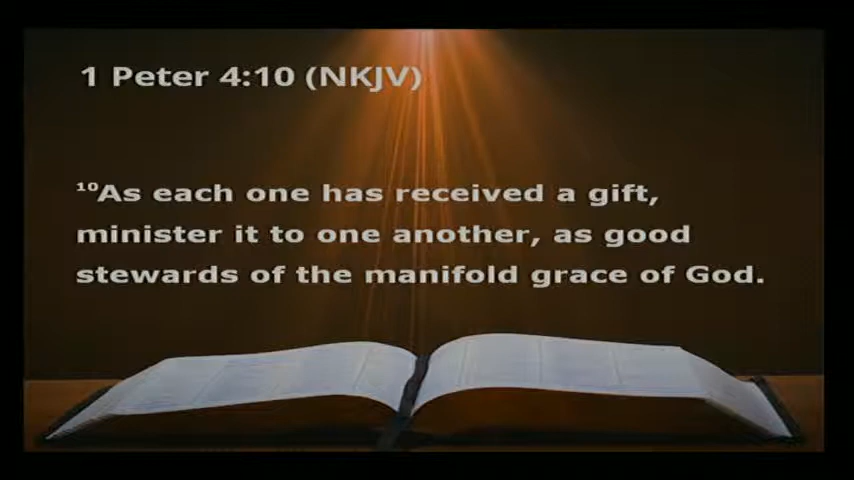 1 Peter 4:10 (NKJV)
¹⁰As each one has received a gift,
minister it to one another, as good
stewards of the manifold grace of God.